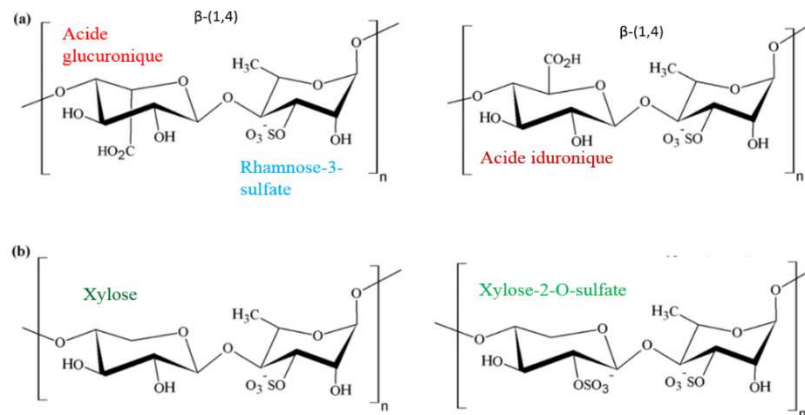 (a)
β-(1,4)
Acide
glucuronique
O
H₃C
O
O
O
HO
OH
O
HO₂C
O₃⁻SO
OH
n
Rhamnose-3-
sulfate
β-(1,4)
CO₂H
O
H₃C
O
O
O
HO
OH
O
O₃⁻SO
OH
n
Acide iduronique
(b)
Xylose
O
H₃C
O
O
O
HO
OH
O
O₃⁻SO
OH
n
Xylose-2-O-sulfate
O
H₃C
O
O
O
HO
OSO₃⁻
O
O₃⁻SO
OH
n